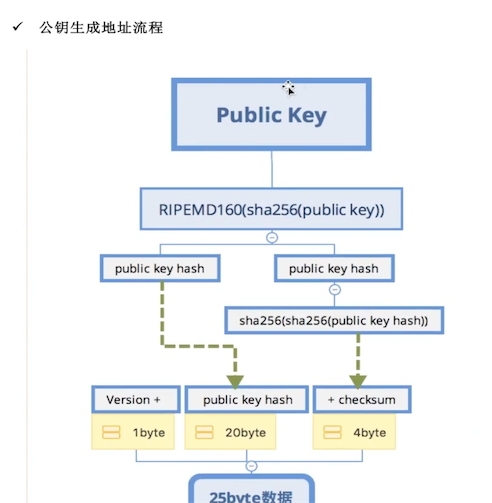 ✓ 公钥生成地址流程
Public Key
RIPEMD160(sha256(public key))
public key hash
public key hash
sha256(sha256(public key hash))
Version +
public key hash
+ checksum
1byte
20byte
4byte
25byte数据